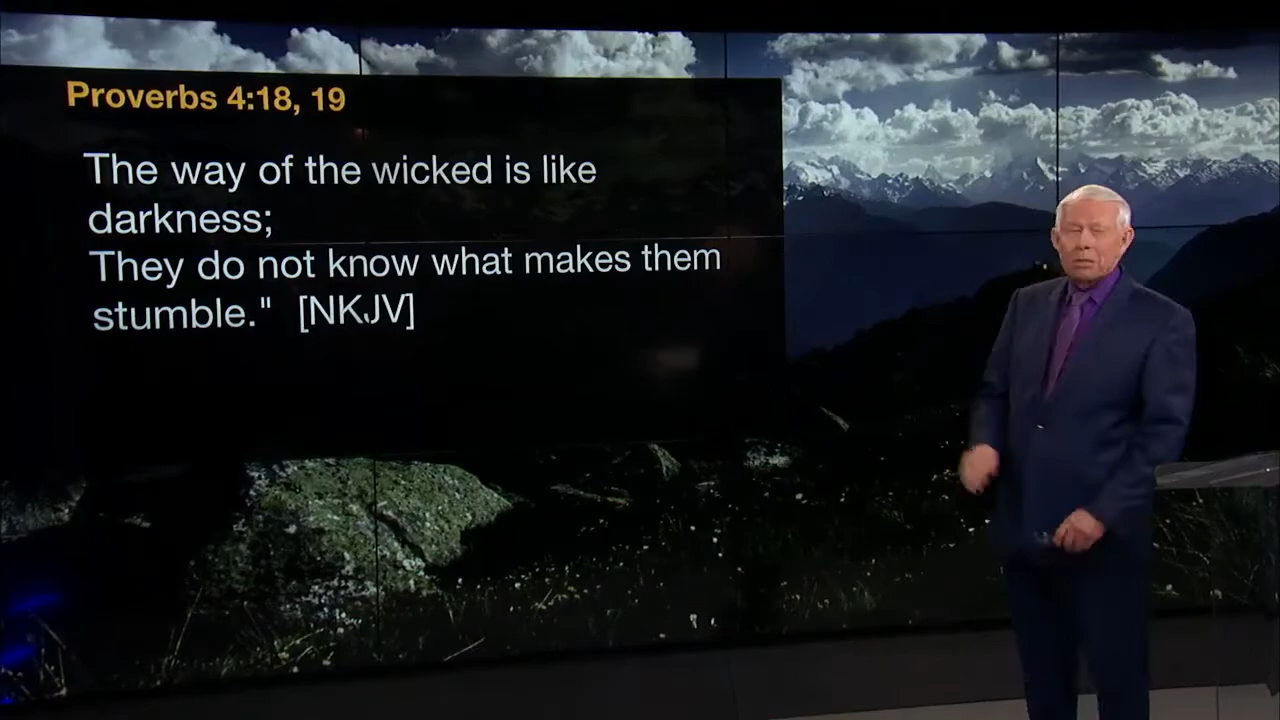 Proverbs 4:18, 19
The way of the wicked is like
darkness;
They do not know what makes them
stumble." [NKJV]